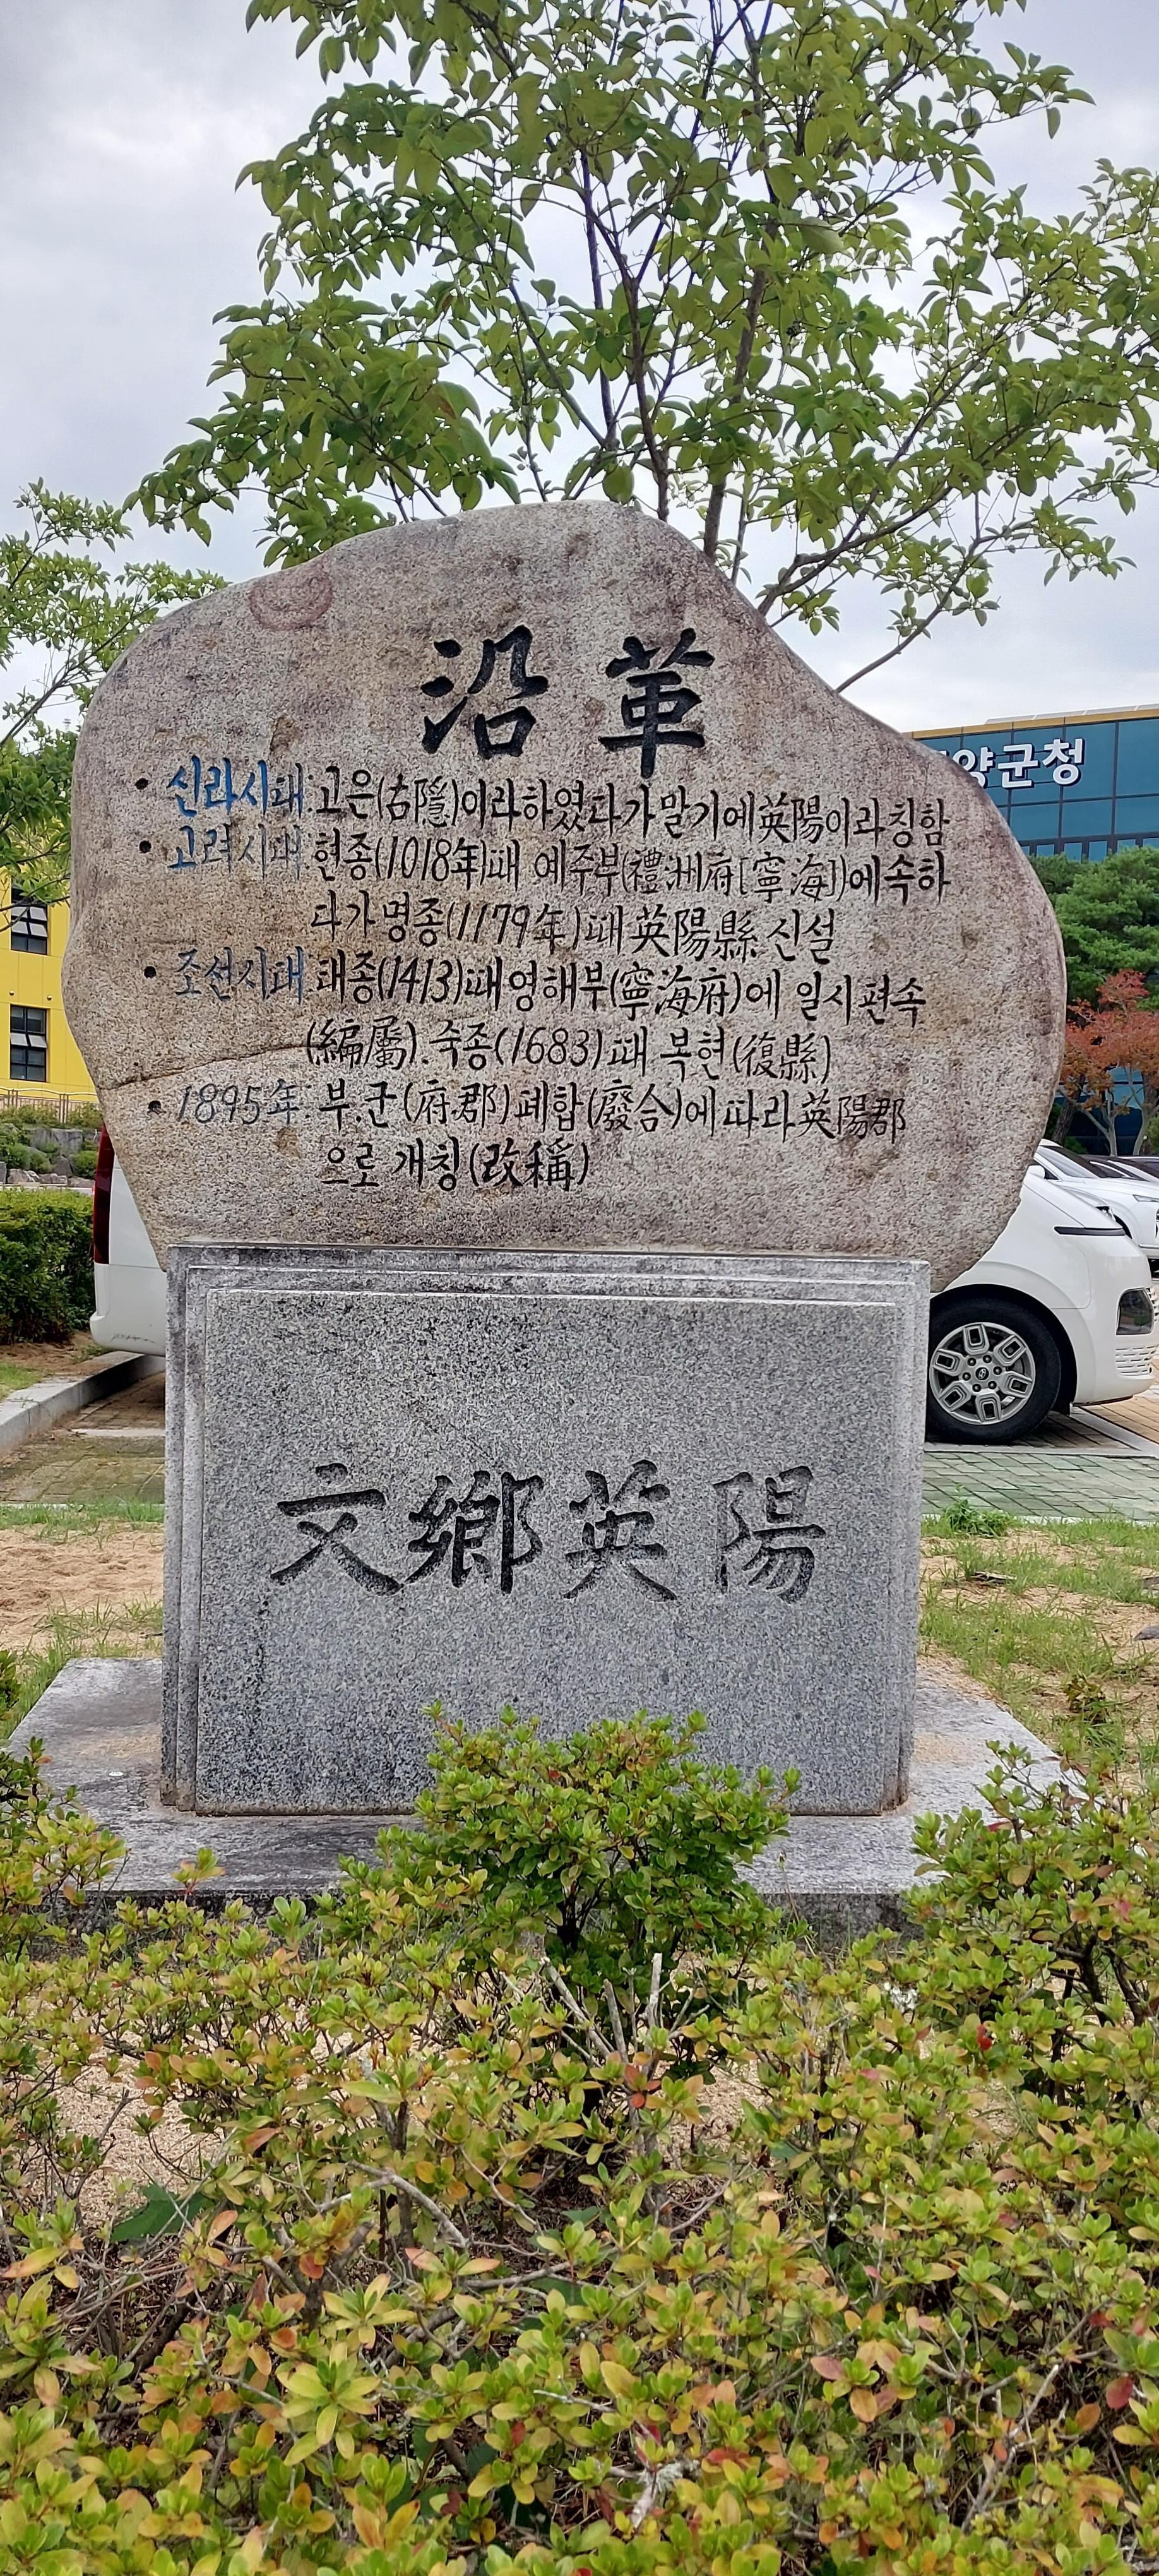 沿革
• 신라시대: 고은(古隱)이라하였다가 말기에 英陽이라 칭함
• 고려시대: 현종(1018年)때 예주부(禮洲府[寧海])에 속하
다가 명종(1179年)때 英陽縣 신설
• 조선시대: 태종(1413)때 영해부(寧海府)에 일시 편속
(編屬). 숙종(1683)때 복현(復縣)
• 1895年: 부.군(府郡) 폐합(廢合)에 따라 英陽郡
으로 개칭(改稱)
文鄉英陽
양군청